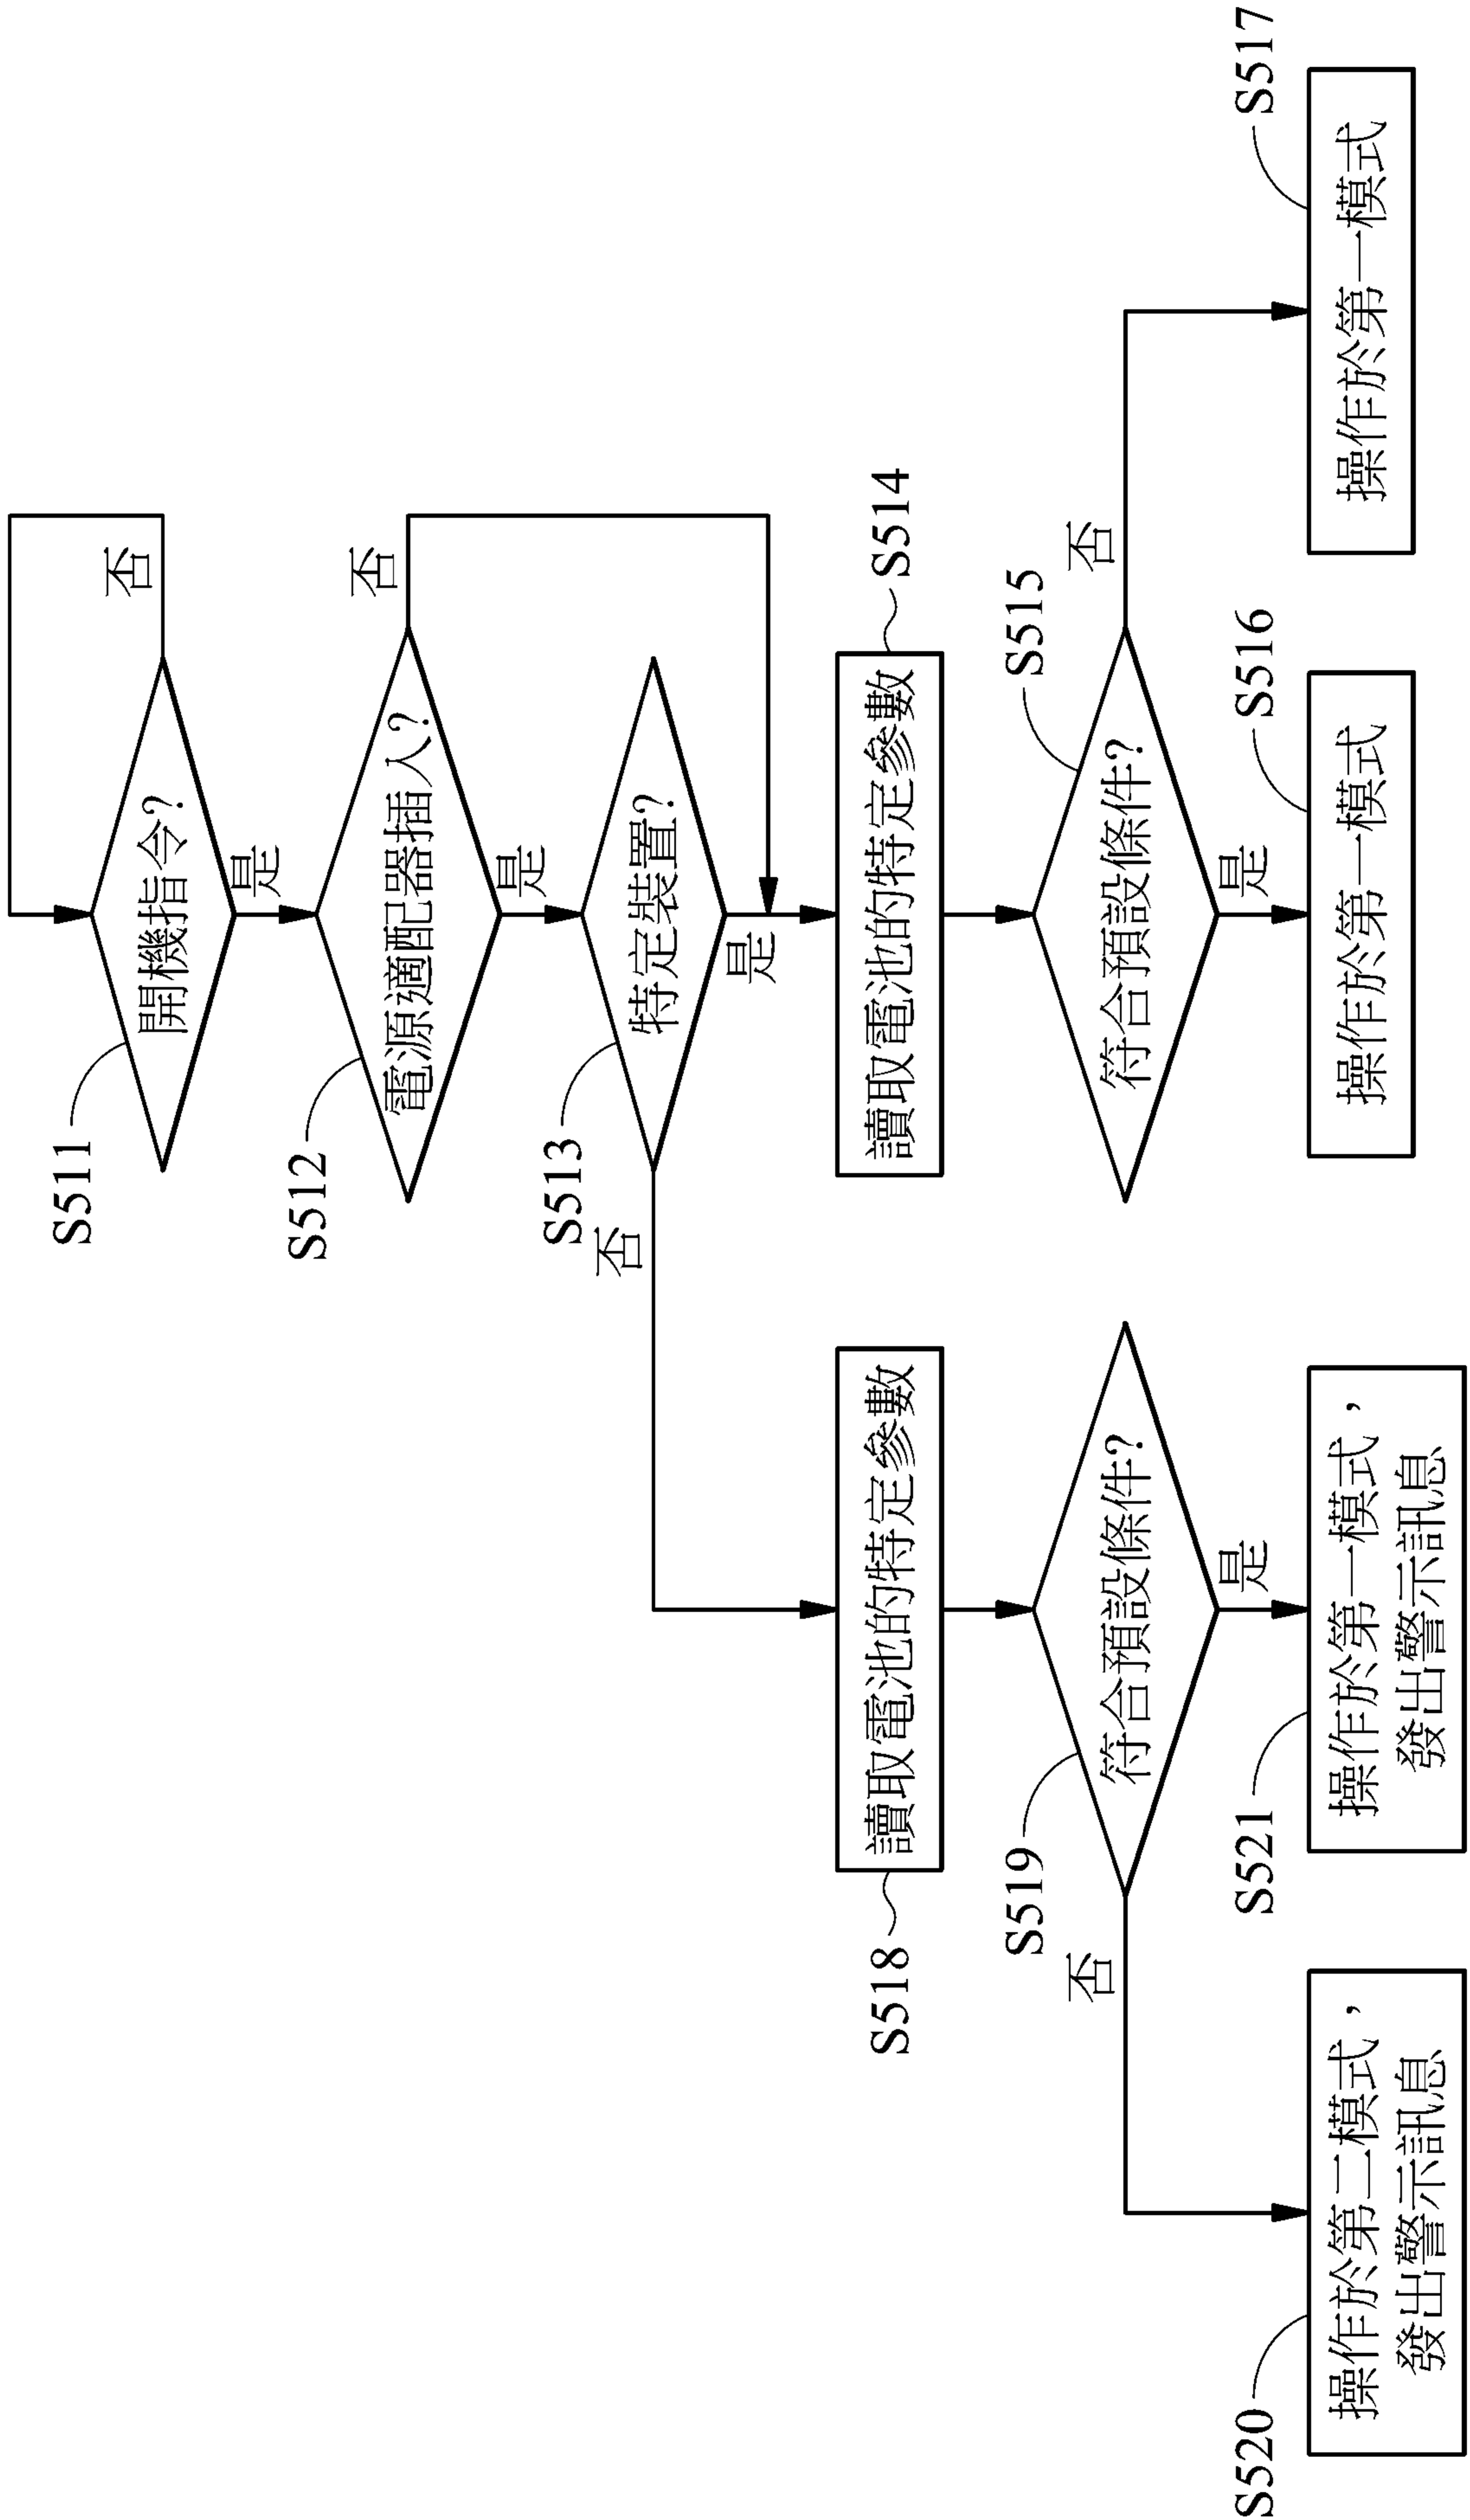 S511
否
開機指令?
是
S512
否
電源適配器插入?
是
S513
否
特定裝置?
是
S518
讀取電池的特定參數
讀取電池的特定參數
S514
S519
S515
否
否
符合預設條件?
符合預設條件?
是
是
S520
S521
S516
S517
操作於第二模式,
發出警示訊息
操作於第一模式,
發出警示訊息
操作於第一模式
操作於第一模式